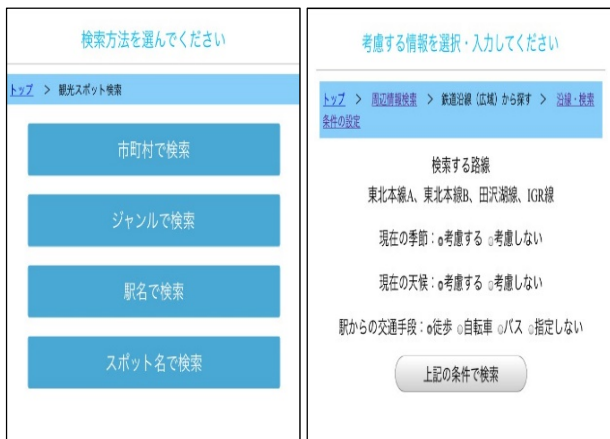 検索方法を選んでください
トップ > 観光スポット検索
市町村で検索
ジャンルで検索
駅名で検索
スポット名で検索
考慮する情報を選択・入力してください
トップ > 周辺情報検索 > 鉄道沿線（広域）から探す > 沿線・検索
条件の設定
検索する路線
東北本線A、東北本線B、田沢湖線、IGR線
現在の季節：考慮する 考慮しない
現在の天候：考慮する 考慮しない
駅からの交通手段：徒歩 自転車 バス 指定しない
上記の条件で検索